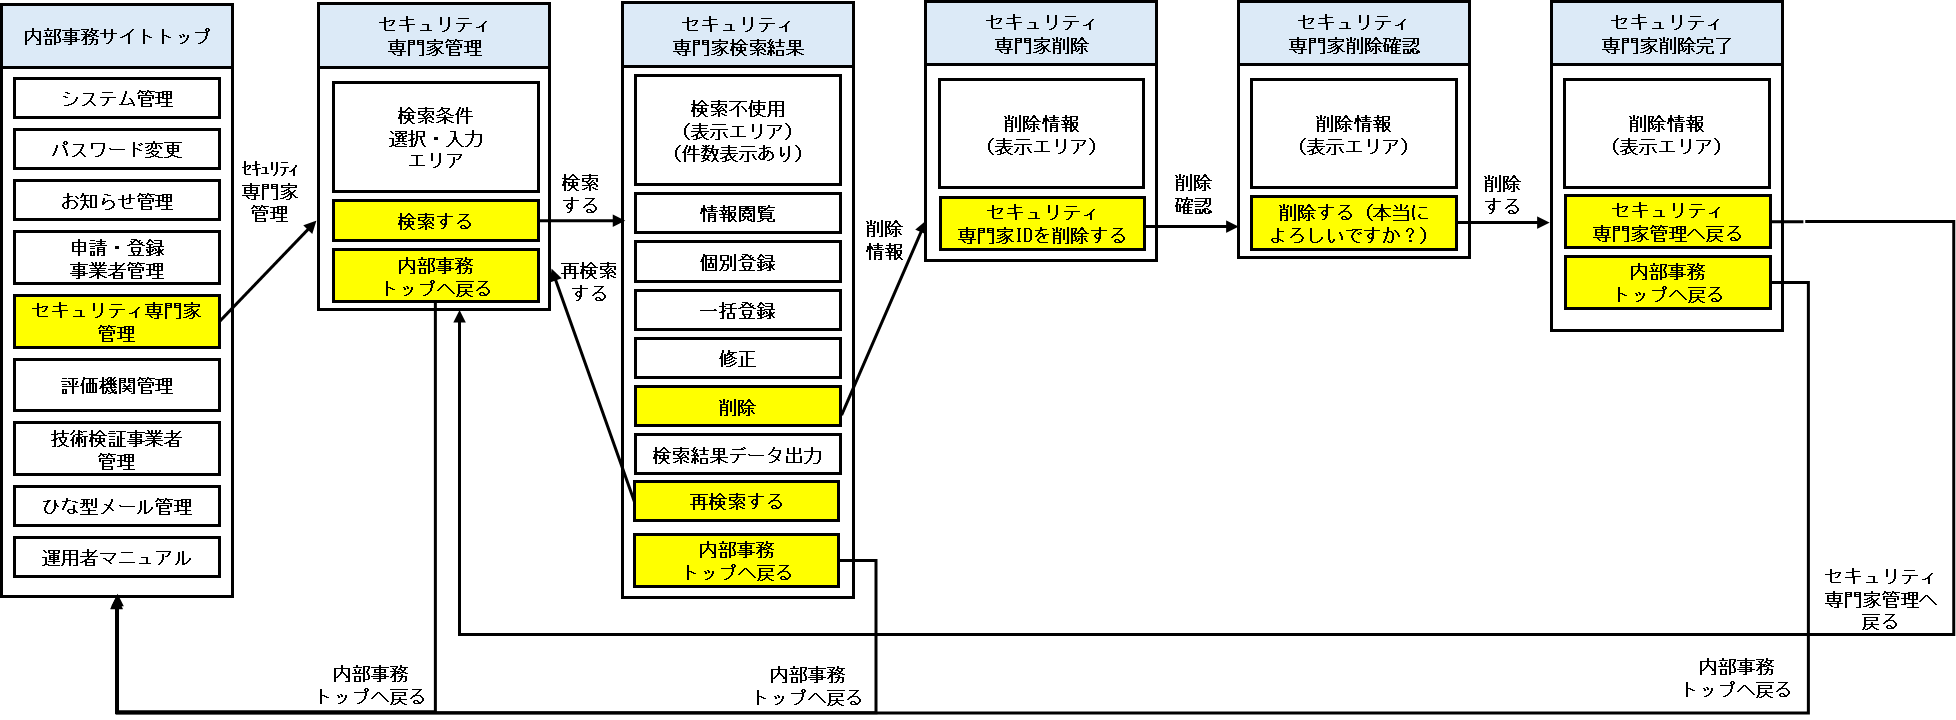 内部事務サイトトップ
システム管理
パスワード変更
お知らせ管理
申請・登録
事業者管理
セキュリティ専門家
管理
評価機関管理
技術検証事業者
管理
ひな型メール管理
運用者マニュアル
ｾｷｭﾘﾃｨ
専門家
管理
セキュリティ
専門家管理
検索条件
選択・入力
エリア
検索する
内部事務
トップへ戻る
検索
する
再検索
する
セキュリティ
専門家検索結果
検索不使用
（表示エリア）
（件数表示あり）
情報閲覧
個別登録
一括登録
修正
削除
検索結果データ出力
再検索する
内部事務
トップへ戻る
削除
情報
セキュリティ
専門家削除
削除情報
（表示エリア）
セキュリティ
専門家IDを削除する
削除
確認
セキュリティ
専門家削除確認
削除情報
（表示エリア）
削除する（本当に
よろしいですか？）
削除
する
セキュリティ
専門家削除完了
削除情報
（表示エリア）
セキュリティ
専門家管理へ戻る
内部事務
トップへ戻る
セキュリティ
専門家管理へ
戻る
内部事務
トップへ戻る
内部事務
トップへ戻る
内部事務
トップへ戻る